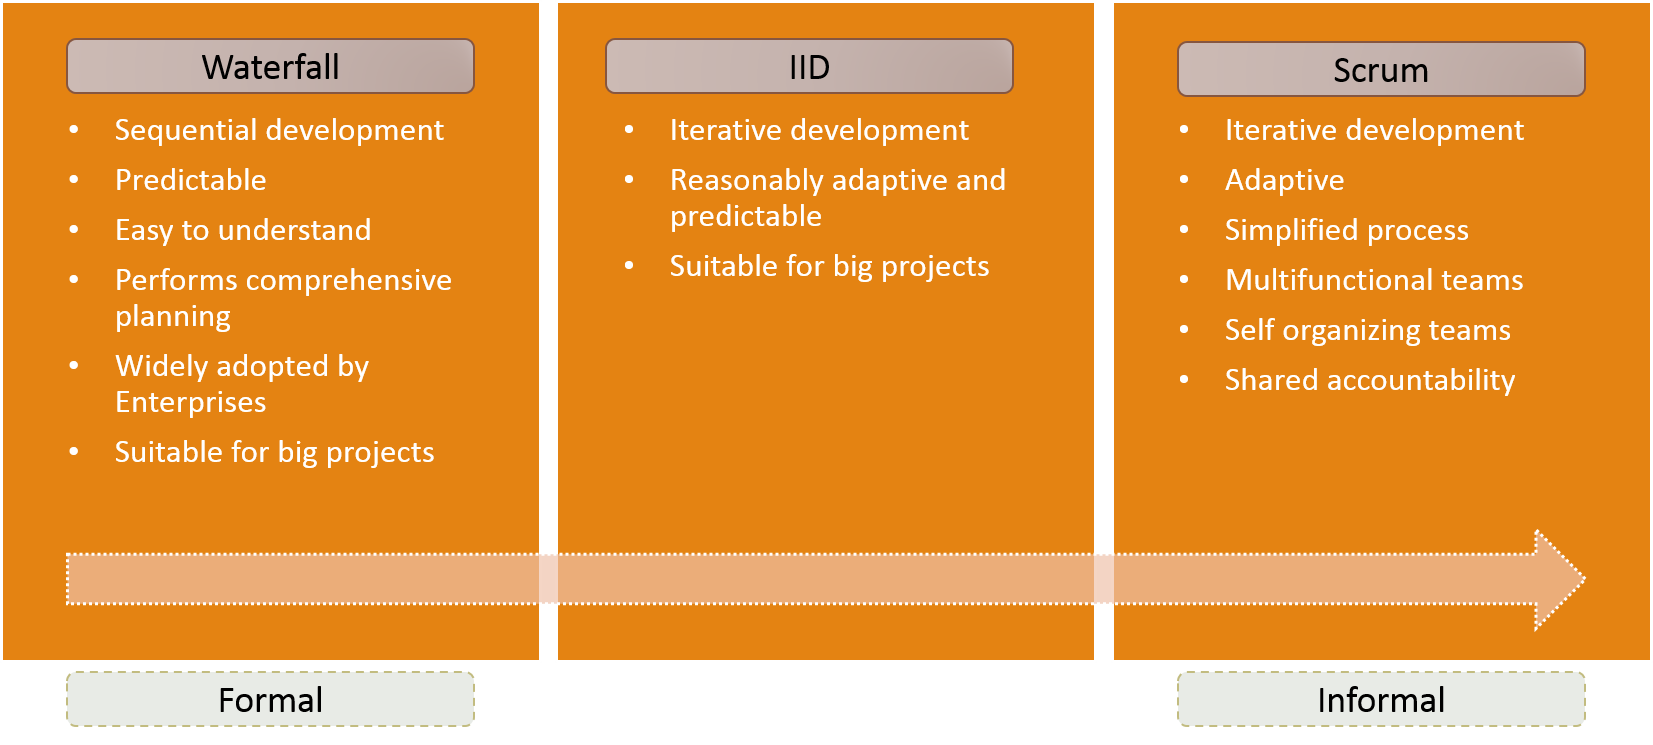 Waterfall
• Sequential development
• Predictable
• Easy to understand
• Performs comprehensive
planning
• Widely adopted by
Enterprises
• Suitable for big projects
IID
• Iterative development
• Reasonably adaptive and
predictable
• Suitable for big projects
Scrum
• Iterative development
• Adaptive
• Simplified process
• Multifunctional teams
• Self organizing teams
• Shared accountability
Formal
Informal